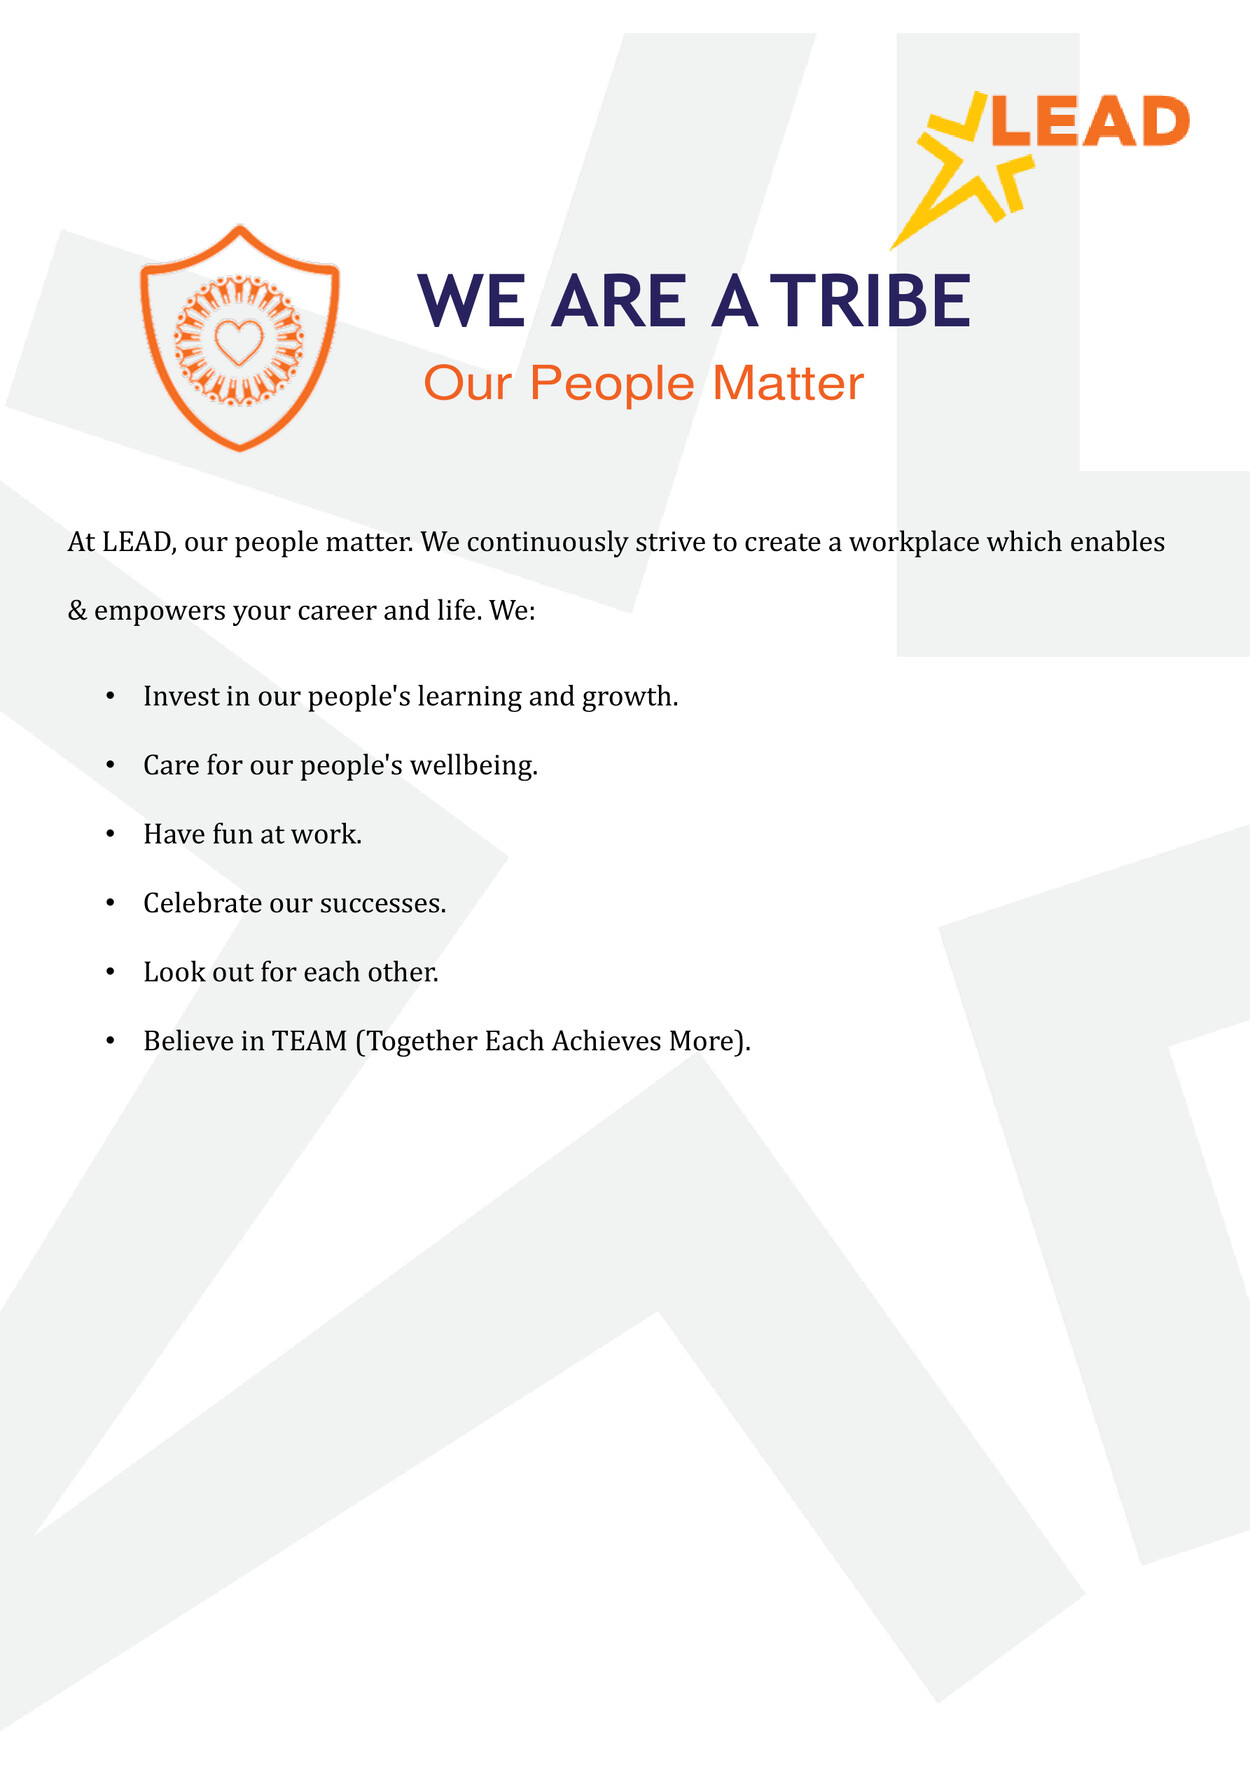 LEAD
WE ARE A TRIBE
Our People Matter
At LEAD, our people matter. We continuously strive to create a workplace which enables
& empowers your career and life. We:
• Invest in our people's learning and growth.
• Care for our people's wellbeing.
• Have fun at work.
• Celebrate our successes.
• Look out for each other.
• Believe in TEAM (Together Each Achieves More).